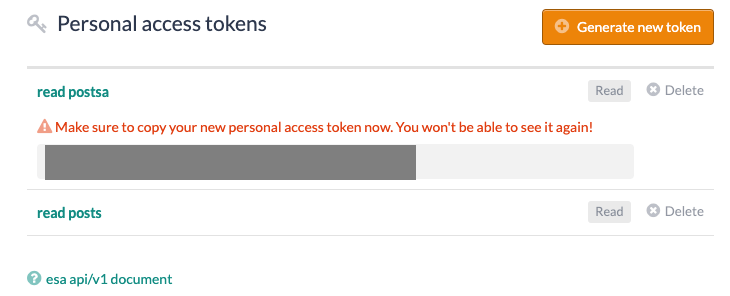 Personal access tokens
Generate new token
read postsa
Read
Delete
Make sure to copy your new personal access token now. You won't be able to see it again!
read posts
Read
Delete
esa api/v1 document